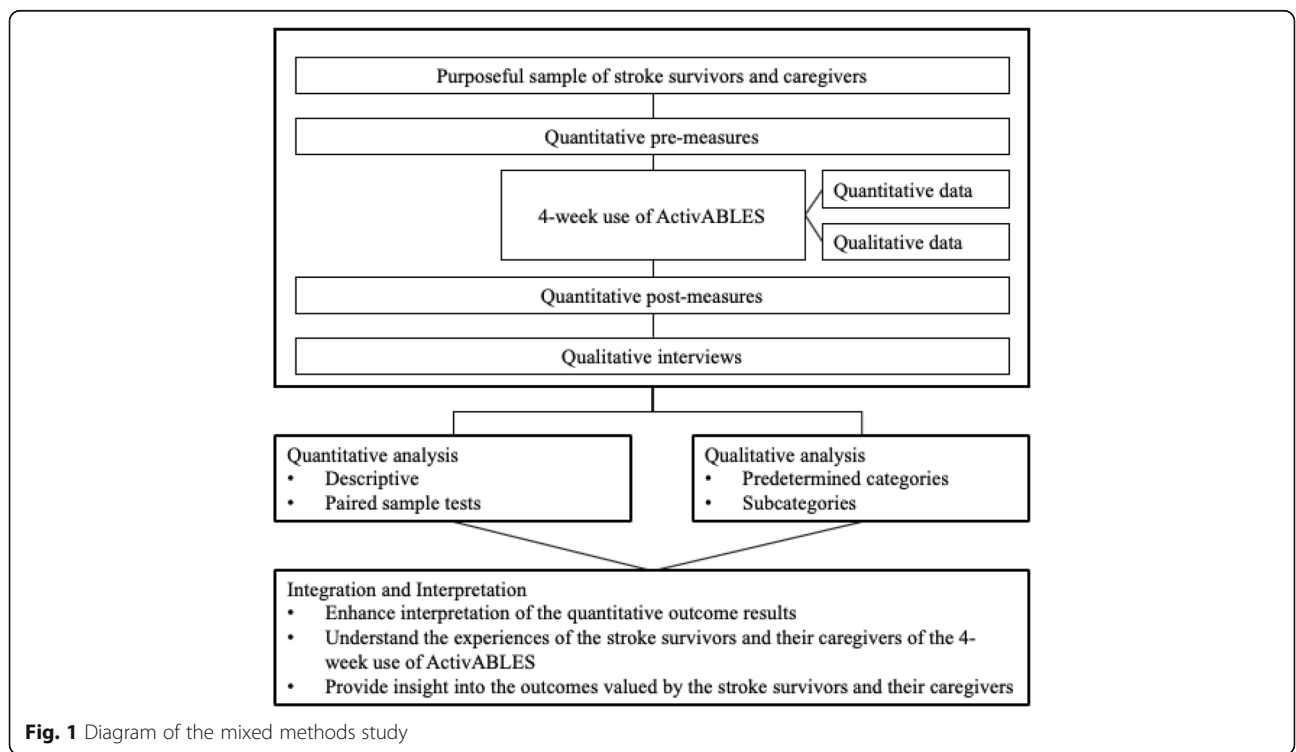 Purposeful sample of stroke survivors and caregivers
Quantitative pre-measures
4-week use of ActivABLES
Quantitative data
Qualitative data
Quantitative post-measures
Qualitative interviews
Quantitative analysis
• Descriptive
• Paired sample tests
Qualitative analysis
• Predetermined categories
• Subcategories
Integration and Interpretation
• Enhance interpretation of the quantitative outcome results
• Understand the experiences of the stroke survivors and their caregivers of the 4-
week use of ActivABLES
• Provide insight into the outcomes valued by the stroke survivors and their caregivers
Fig. 1 Diagram of the mixed methods study